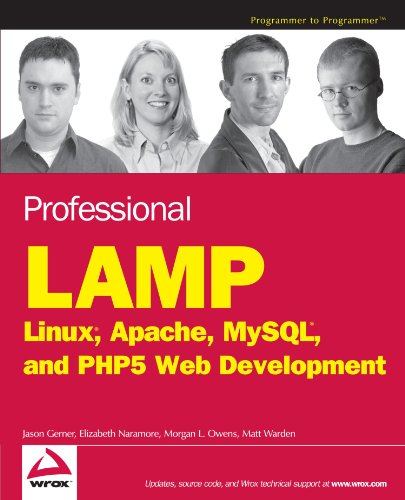 Programmer to Programmer™
Professional
LAMP
Linux®, Apache, MySQL®,
and PHP5 Web Development
Jason Gerner, Elizabeth Naramore, Morgan L. Owens, Matt Warden
wrox™
Updates, source code, and Wrox technical support at www.wrox.com